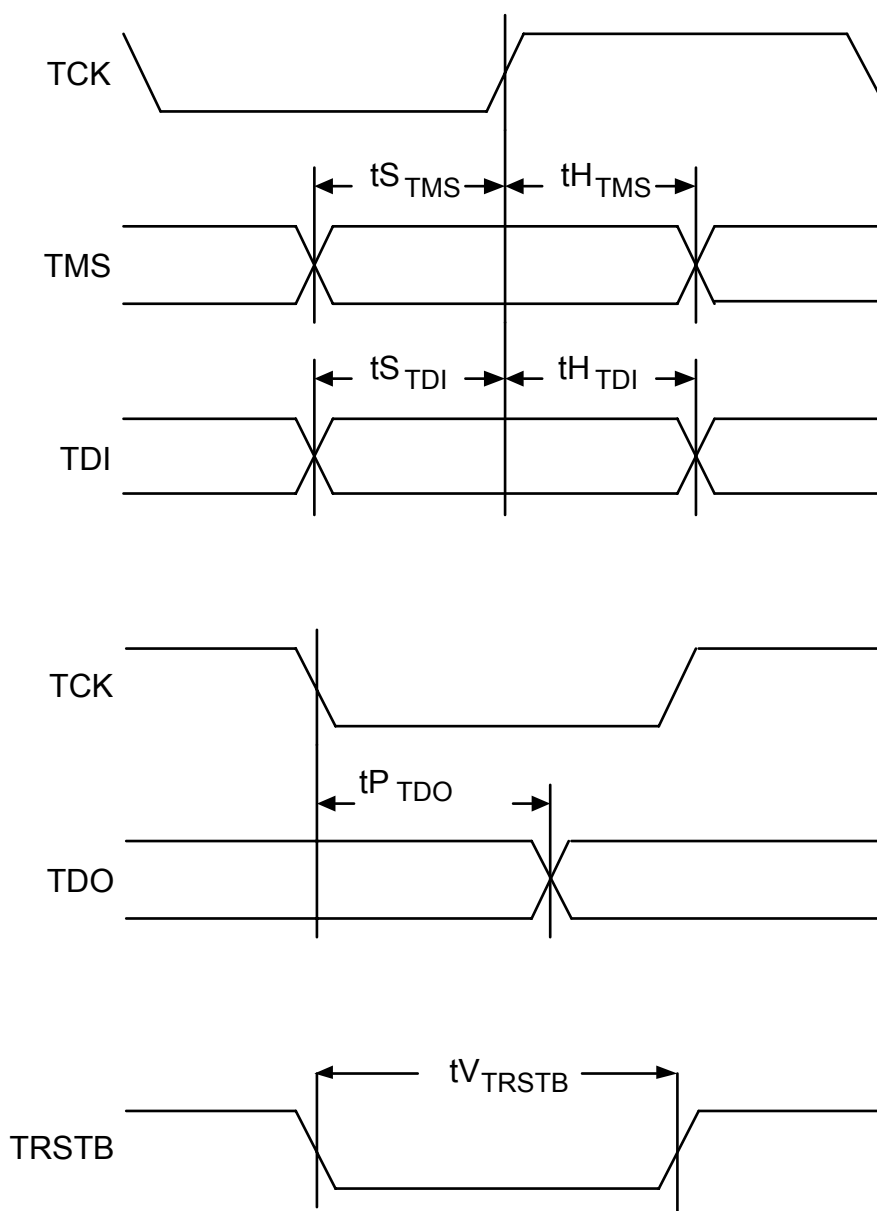 TCK
tS TMS
tH TMS
TMS
tS TDI
tH TDI
TDI
TCK
tP TDO
TDO
tV TRSTB
TRSTB